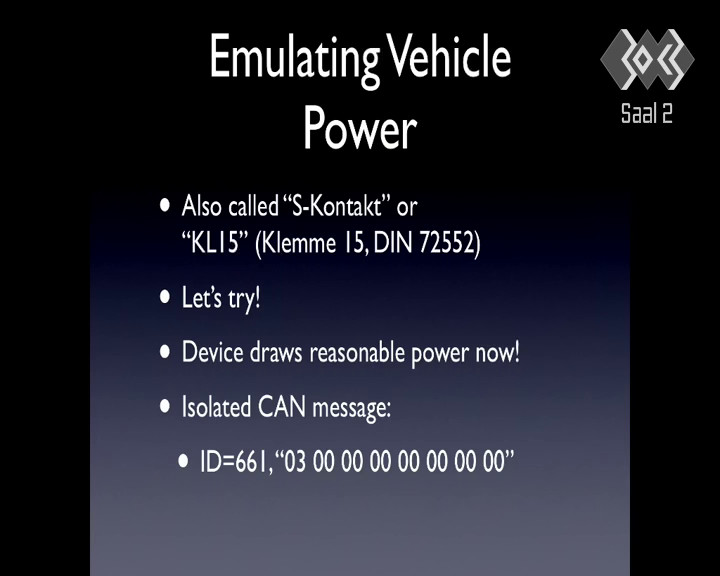 Emulating Vehicle
Power
Saal 2
• Also called “S-Kontakt” or
“KL15” (Klemme 15, DIN 72552)
• Let’s try!
• Device draws reasonable power now!
• Isolated CAN message:
• ID=661, “03 00 00 00 00 00 00 00”